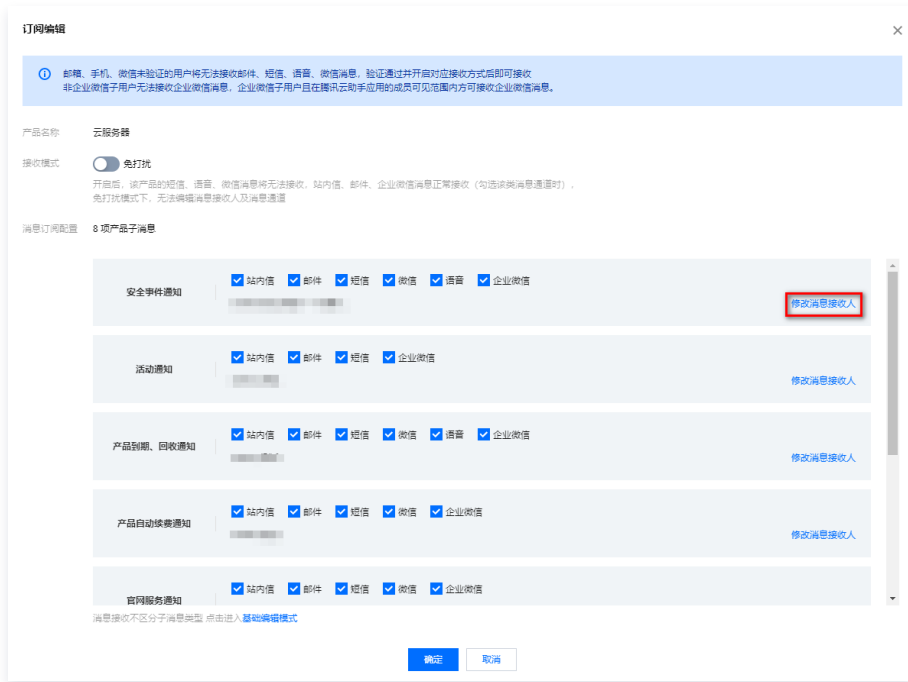 订阅编辑
邮箱、手机、微信未验证的用户将无法接收邮件、短信、语音、微信消息，验证通过并开启对应接收方式后即可接收
非企业微信子用户无法接收企业微信消息，企业微信子用户且在腾讯云助手应用的成员可见范围内方可接收企业微信消息。
产品名称 云服务器
接收模式 免打扰
开启后，该产品的短信、语音、微信消息将无法接收，站内信、邮件、企业微信消息正常接收（勾选该类消息通道时），
免打扰模式下，无法编辑消息接收人及消息通道
消息订阅配置 8 项产品子消息
安全事件通知 站内信 邮件 短信 微信 语音 企业微信
修改消息接收人
活动通知 站内信 邮件 短信 企业微信
修改消息接收人
产品到期、回收通知 站内信 邮件 短信 微信 语音 企业微信
修改消息接收人
产品自动续费通知 站内信 邮件 短信 微信 企业微信
修改消息接收人
官网服务通知 站内信 邮件 短信 微信 企业微信
消息接收不区分子消息类型 点击进入基础编辑模式
确定 取消